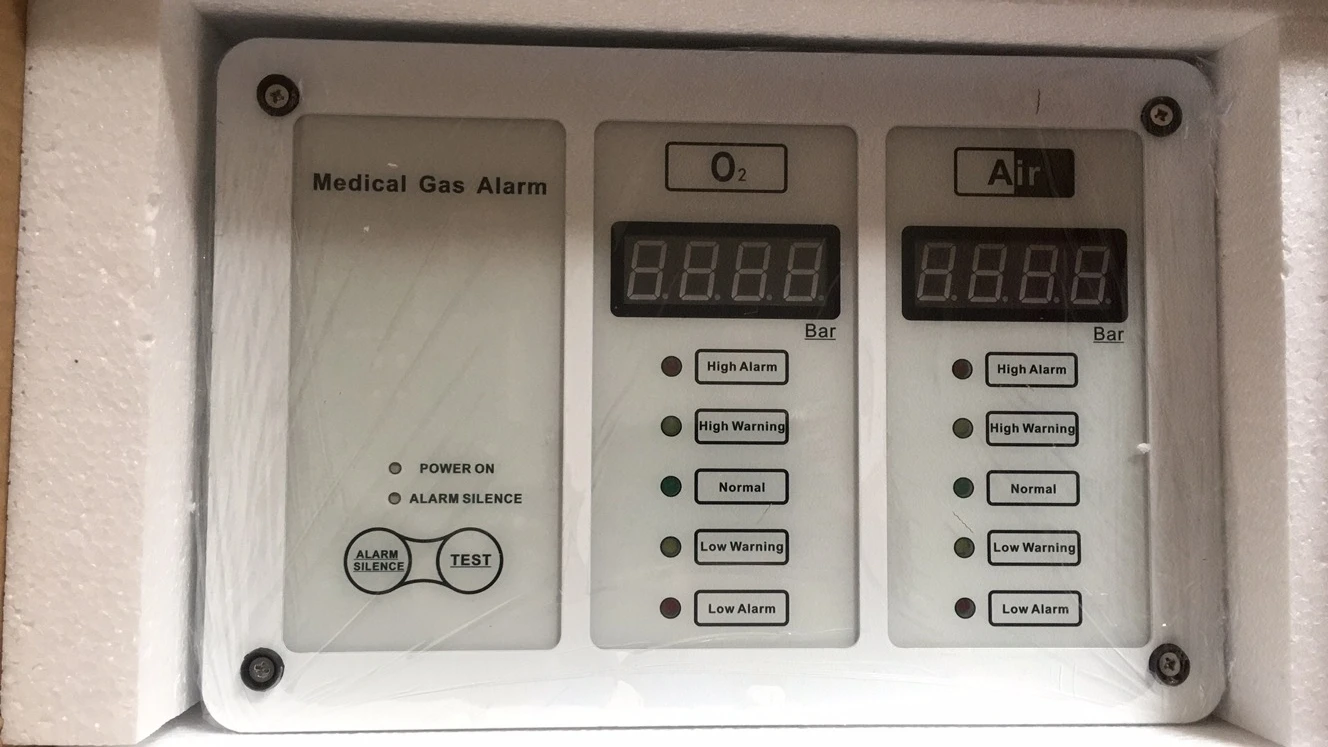 Medical Gas Alarm
POWER ON
ALARM SILENCE
ALARM
SILENCE
TEST
O₂
Bar
High Alarm
High Warning
Normal
Low Warning
Low Alarm
Air
Bar
High Alarm
High Warning
Normal
Low Warning
Low Alarm